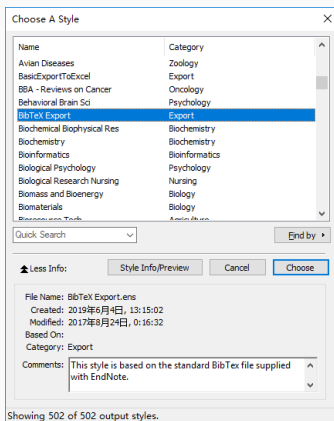 Choose A Style
Name Category
Avian Diseases Zoology
BasicExportToExcel Export
BBA - Reviews on Cancer Oncology
Behavioral Brain Sci Psychology
BibTeX Export Export
Biochemical Biophysical Res Biochemistry
Biochemistry Biochemistry
Bioinformatics Bioinformatics
Biological Psychology Psychology
Biological Research Nursing Nursing
Biomass and Bioenergy Biology
Biomaterials Biology
Bioresource Tech Agriculture
Quick Search Find by
Less Info: Style Info/Preview Cancel Choose
File Name: BibTeX Export.ens
Created: 2019年6月4日, 13:15:02
Modified: 2017年8月24日, 0:16:32
Based On:
Category: Export
Comments: This style is based on the standard BibTex file supplied
with EndNote.
Showing 502 of 502 output styles.